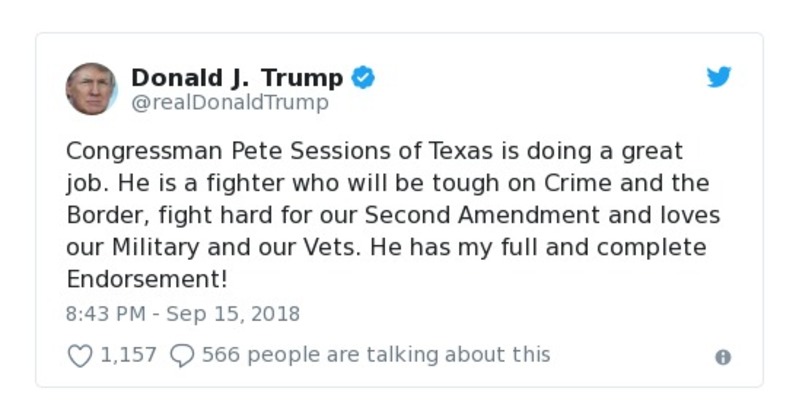 Donald J. Trump
@realDonaldTrump
Congressman Pete Sessions of Texas is doing a great
job. He is a fighter who will be tough on Crime and the
Border, fight hard for our Second Amendment and loves
our Military and our Vets. He has my full and complete
Endorsement!
8:43 PM - Sep 15, 2018
1,157 566 people are talking about this